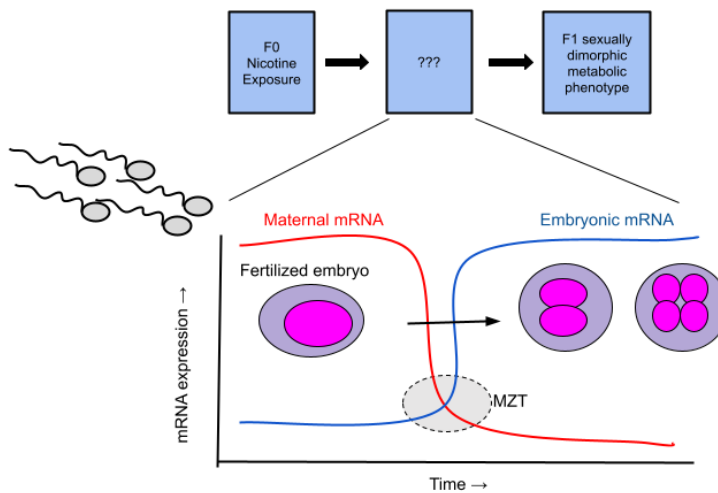 F0
Nicotine
Exposure
???
F1 sexually
dimorphic
metabolic
phenotype
Maternal mRNA
Embryonic mRNA
Fertilized embryo
MZT
mRNA expression →
Time →